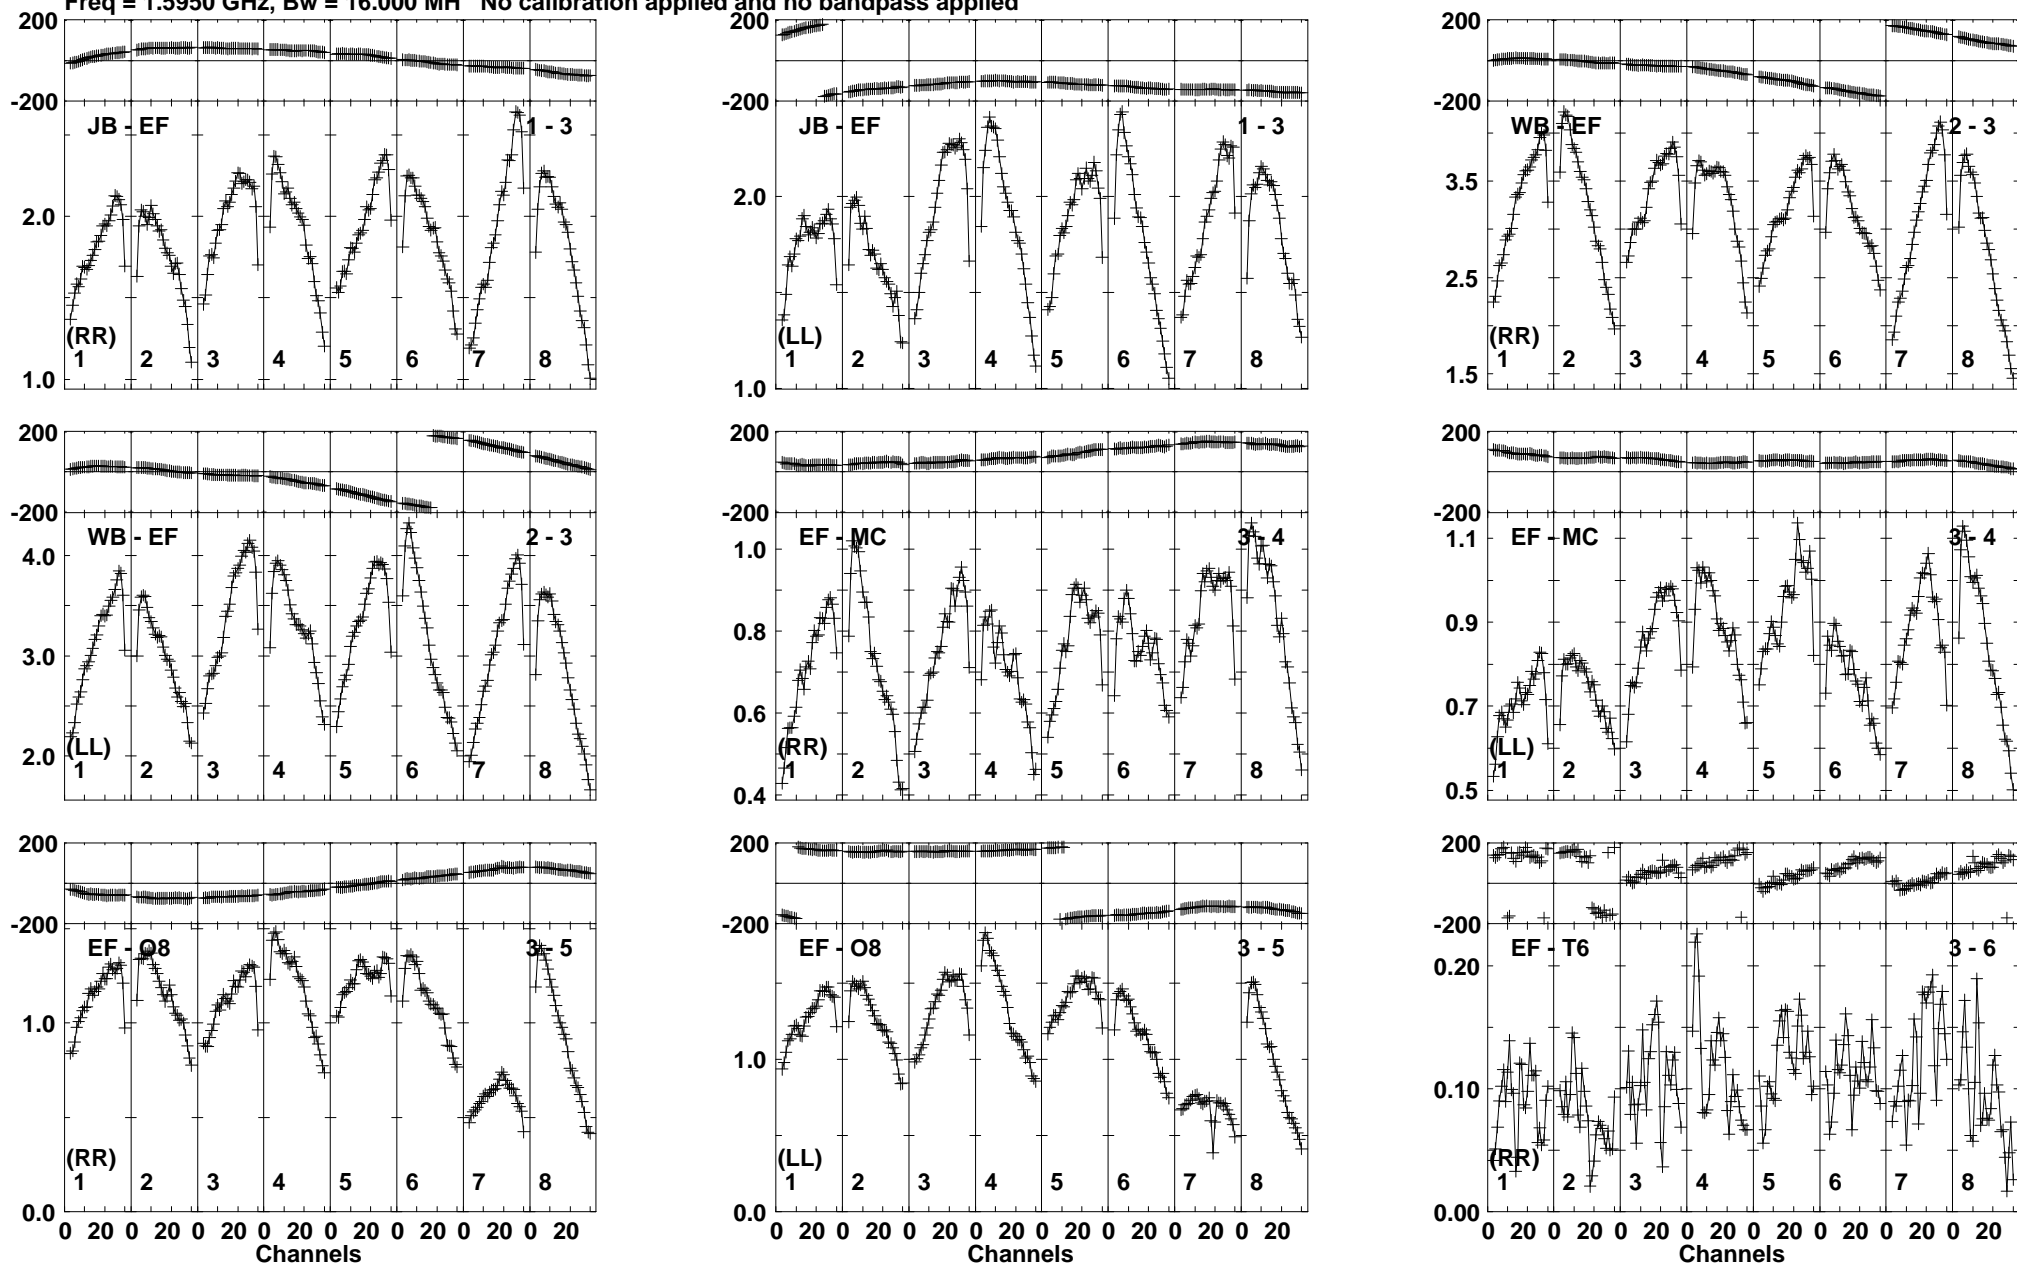 Freq = 1.5950 GHz, Bw = 16.000 MH No calibration applied and no bandpass applied
200
-200
JB - EF
1 - 3
2.0
1.0
(RR)
1 2 3 4 5 6 7 8
200
-200
JB - EF
1 - 3
2.0
1.0
(LL)
1 2 3 4 5 6 7 8
200
-200
WB - EF
2 - 3
3.5
2.5
1.5
(RR)
1 2 3 4 5 6 7 8
200
-200
WB - EF
2 - 3
4.0
3.0
2.0
(LL)
1 2 3 4 5 6 7 8
200
-200
EF - MC
3 - 4
1.0
0.8
0.6
0.4
(RR)
1 2 3 4 5 6 7 8
200
-200
EF - MC
3 - 4
1.1
0.9
0.7
0.5
(LL)
1 2 3 4 5 6 7 8
200
-200
EF - O8
3 - 5
1.0
0.0
(RR)
1 2 3 4 5 6 7 8
0 20 0 20 0 20 0 20 0 20 0 20 0 20 0 20
Channels
200
-200
EF - O8
3 - 5
1.0
0.0
(LL)
1 2 3 4 5 6 7 8
0 20 0 20 0 20 0 20 0 20 0 20 0 20 0 20
200
-200
EF - T6
3 - 6
0.20
0.10
0.00
(RR)
1 2 3 4 5 6 7 8
0 20 0 20 0 20 0 20 0 20 0 20 0 20 0 20
Channels